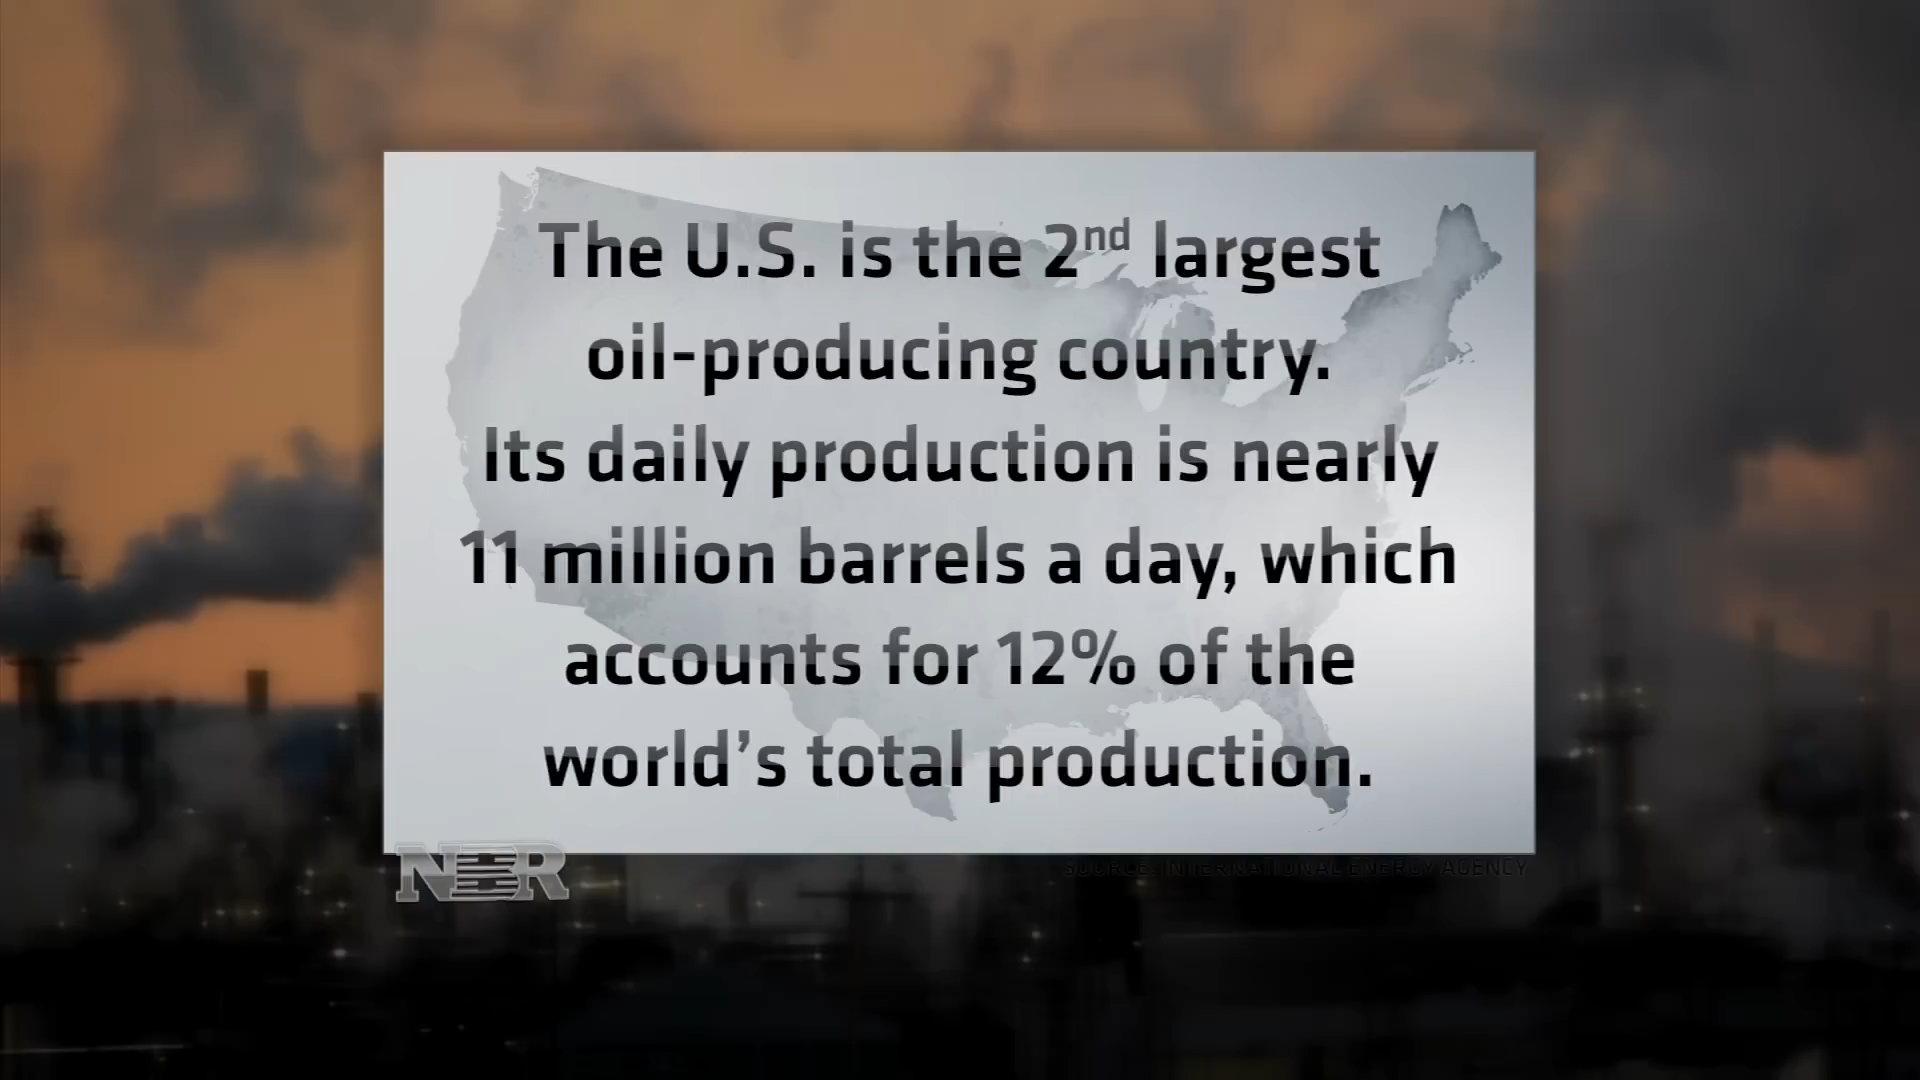 The U.S. is the 2nd largest
oil-producing country.
Its daily production is nearly
11 million barrels a day, which
accounts for 12% of the
world's total production.
NBR
SOURCE: INTERNATIONAL ENERGY AGENCY